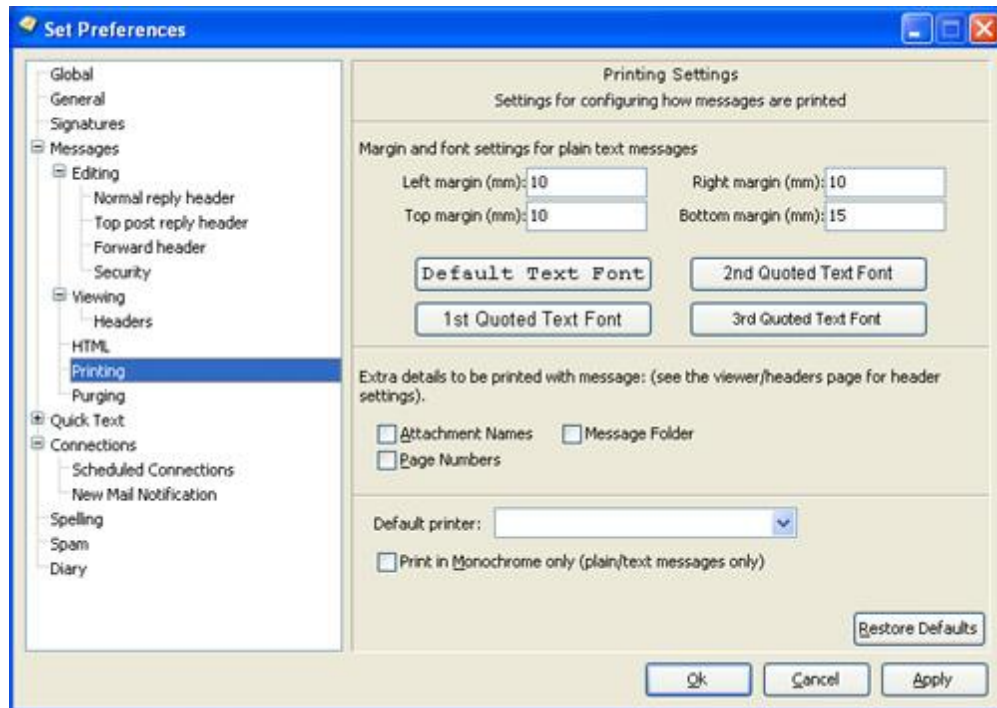 Set Preferences
Global
General
Signatures
Messages
Editing
Normal reply header
Top post reply header
Forward header
Security
Viewing
Headers
HTML
Printing
Purging
Quick Text
Connections
Scheduled Connections
New Mail Notification
Spelling
Spam
Diary
Printing Settings
Settings for configuring how messages are printed
Margin and font settings for plain text messages
Left margin (mm): 10 Right margin (mm): 10
Top margin (mm): 10 Bottom margin (mm): 15
Default Text Font 2nd Quoted Text Font
1st Quoted Text Font 3rd Quoted Text Font
Extra details to be printed with message: (see the viewer/headers page for header
settings).
Attachment Names Message Folder
Page Numbers
Default printer:
Print in Monochrome only (plain/text messages only)
Restore Defaults
Ok Cancel Apply